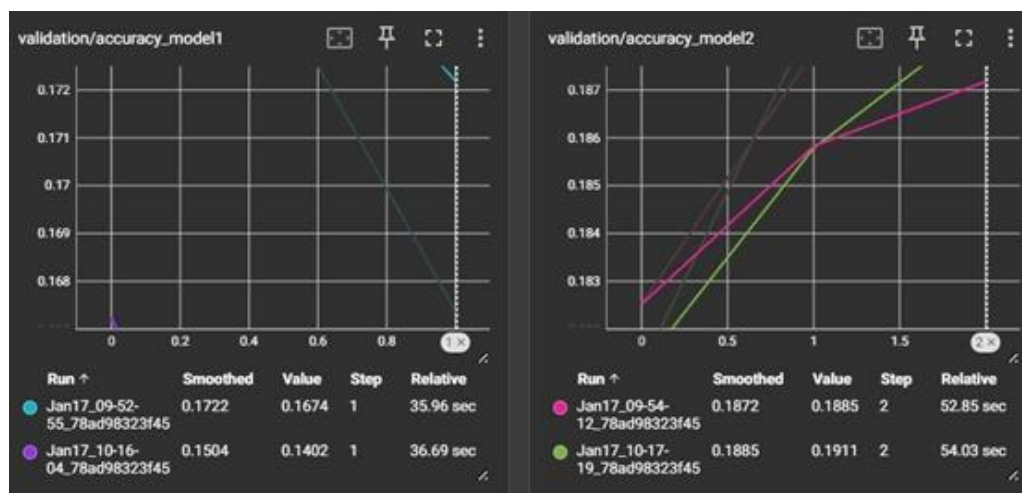 validation/accuracy_model1
0.172
0.171
0.17
0.169
0.168
0 0.2 0.4 0.6 0.8 1 ×
Run ↑ Smoothed Value Step Relative
Jan17_09-52- 0.1722 0.1674 1 35.96 sec
55_78ad98323f45
Jan17_10-16- 0.1504 0.1402 1 36.69 sec
04_78ad98323f45
validation/accuracy_model2
0.187
0.186
0.185
0.184
0.183
0 0.5 1 1.5 2 ×
Run ↑ Smoothed Value Step Relative
Jan17_09-54- 0.1872 0.1885 2 52.85 sec
12_78ad98323f45
Jan17_10-17- 0.1885 0.1911 2 54.03 sec
19_78ad98323f45